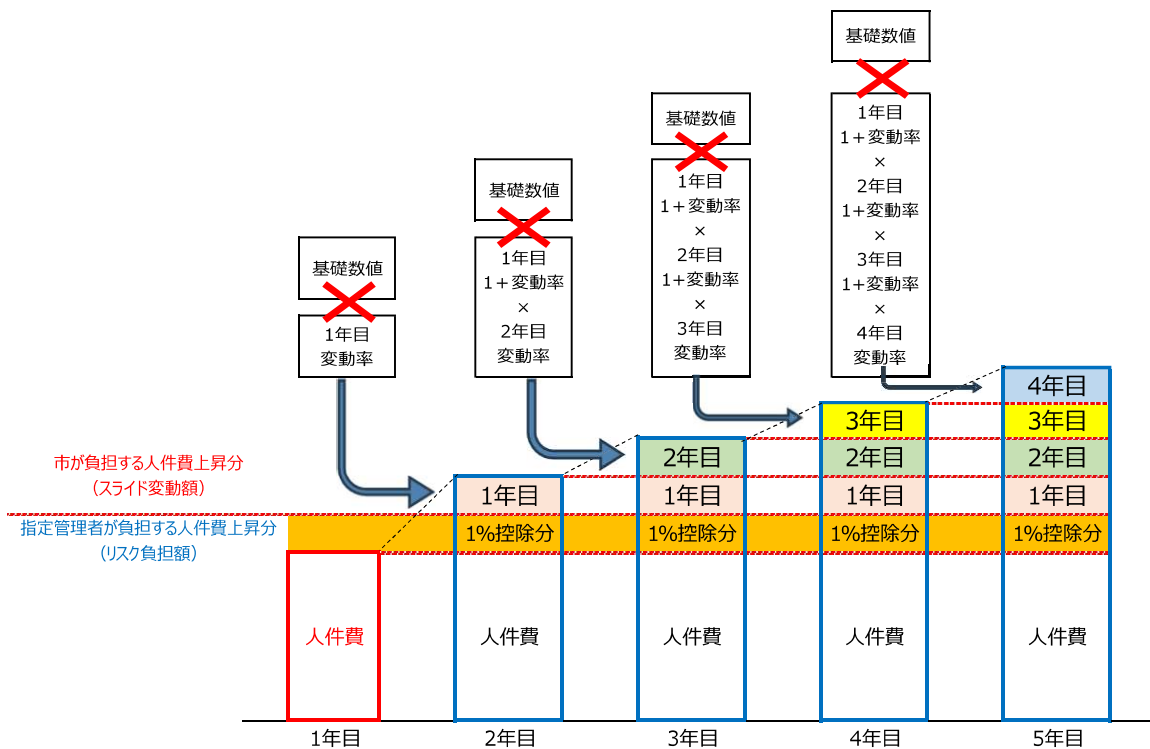 基礎数値
1年目
1+変動率
×
2年目
1+変動率
×
3年目
1+変動率
×
4年目
変動率
基礎数値
1年目
1+変動率
×
2年目
1+変動率
×
3年目
変動率
基礎数値
1年目
1+変動率
×
2年目
変動率
基礎数値
1年目
変動率
市が負担する人件費上昇分
（スライド変動額）
指定管理者が負担する人件費上昇分
（リスク負担額）
人件費
1年目
1%控除分
人件費
2年目
1年目
1%控除分
人件費
3年目
2年目
1年目
1%控除分
人件費
4年目
3年目
2年目
1年目
1%控除分
人件費
1年目
2年目
3年目
4年目
5年目